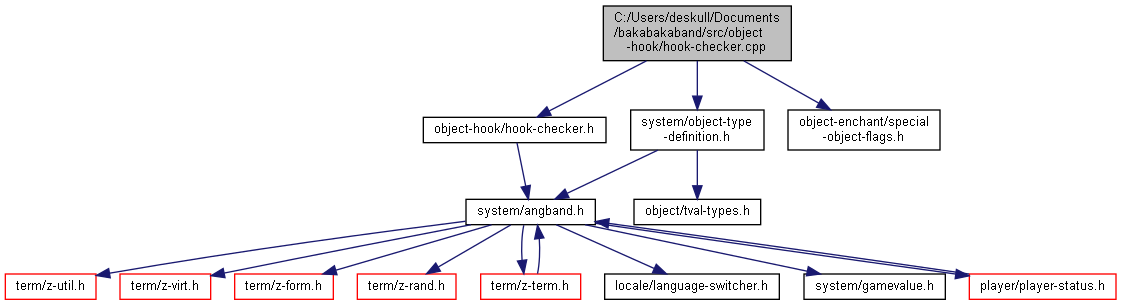 C:/Users/deskull/Documents
/bakabakaband/src/object
-hook/hook-checker.cpp
object-hook/hook-checker.h
system/object-type
-definition.h
object-enchant/special
-object-flags.h
system/angband.h
object/tval-types.h
term/z-util.h
term/z-virt.h
term/z-form.h
term/z-rand.h
term/z-term.h
locale/language-switcher.h
system/gamevalue.h
player/player-status.h